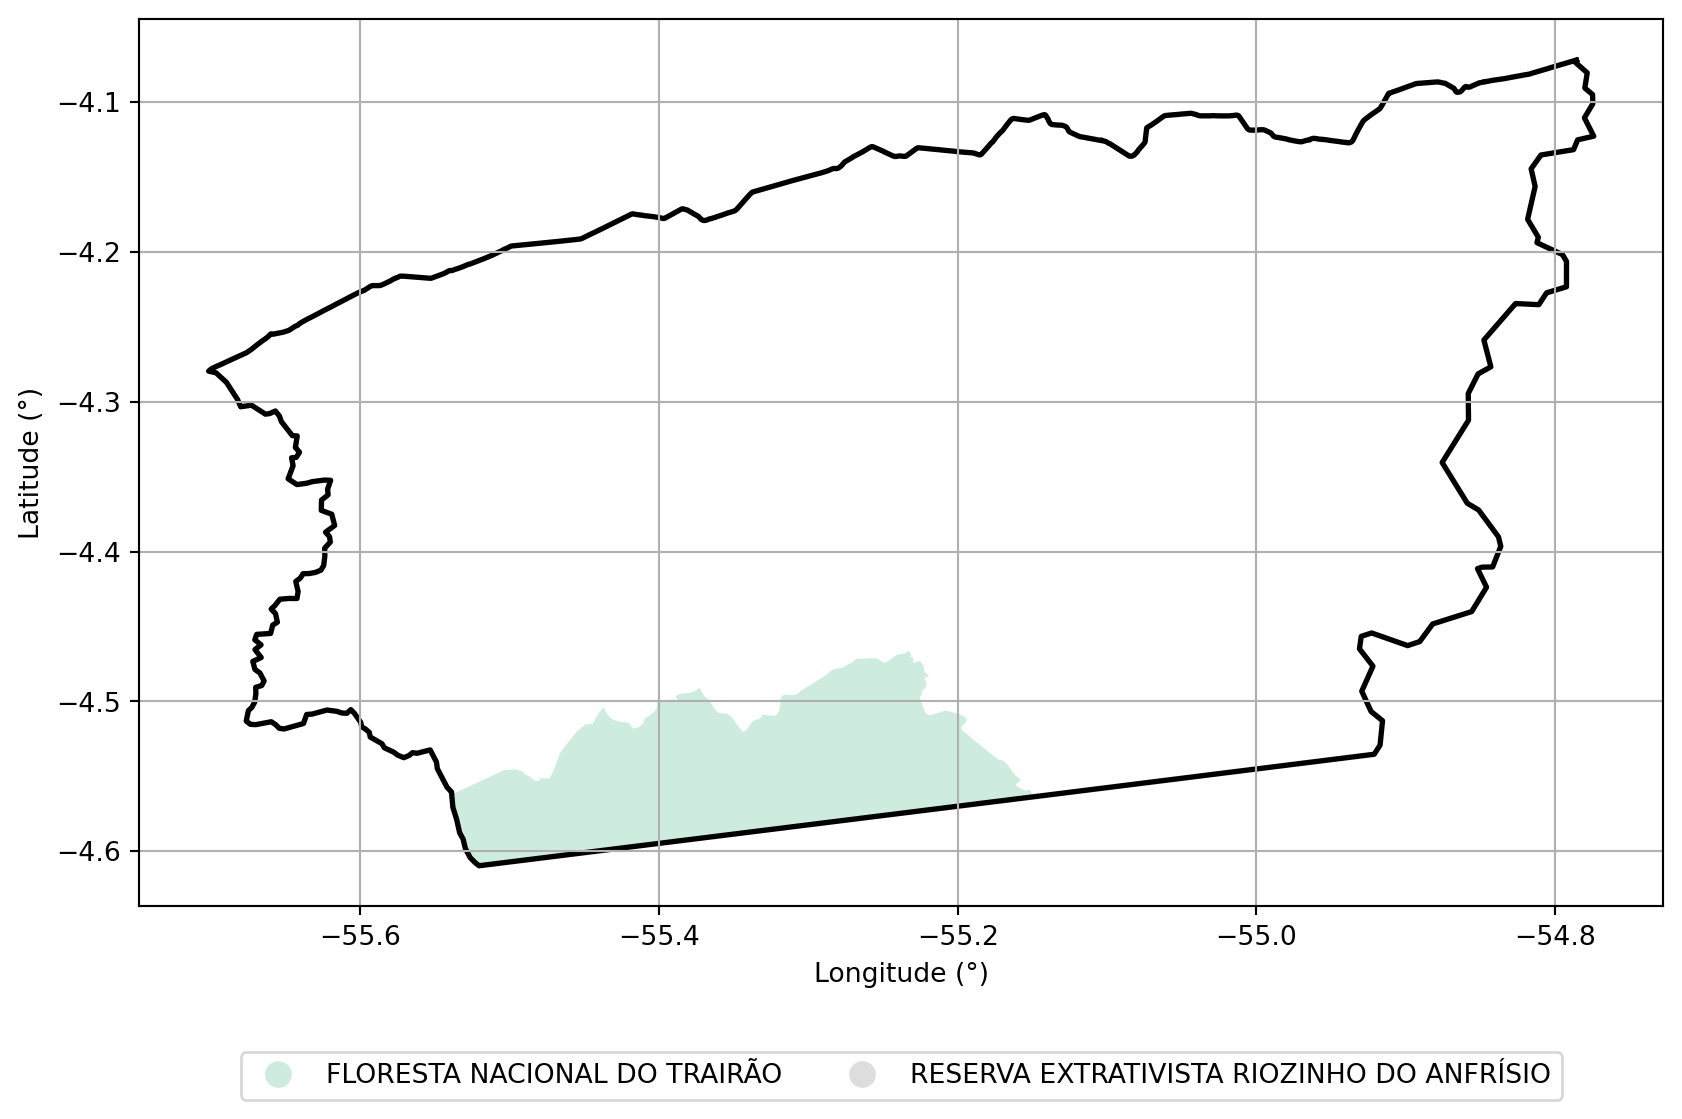 −4.1
−4.2
−4.3
−4.4
−4.5
−4.6
Latitude (°)
−55.6 −55.4 −55.2 −55.0 −54.8
Longitude (°)
FLORESTA NACIONAL DO TRAIRÃO RESERVA EXTRATIVISTA RIOZINHO DO ANFRÍSIO